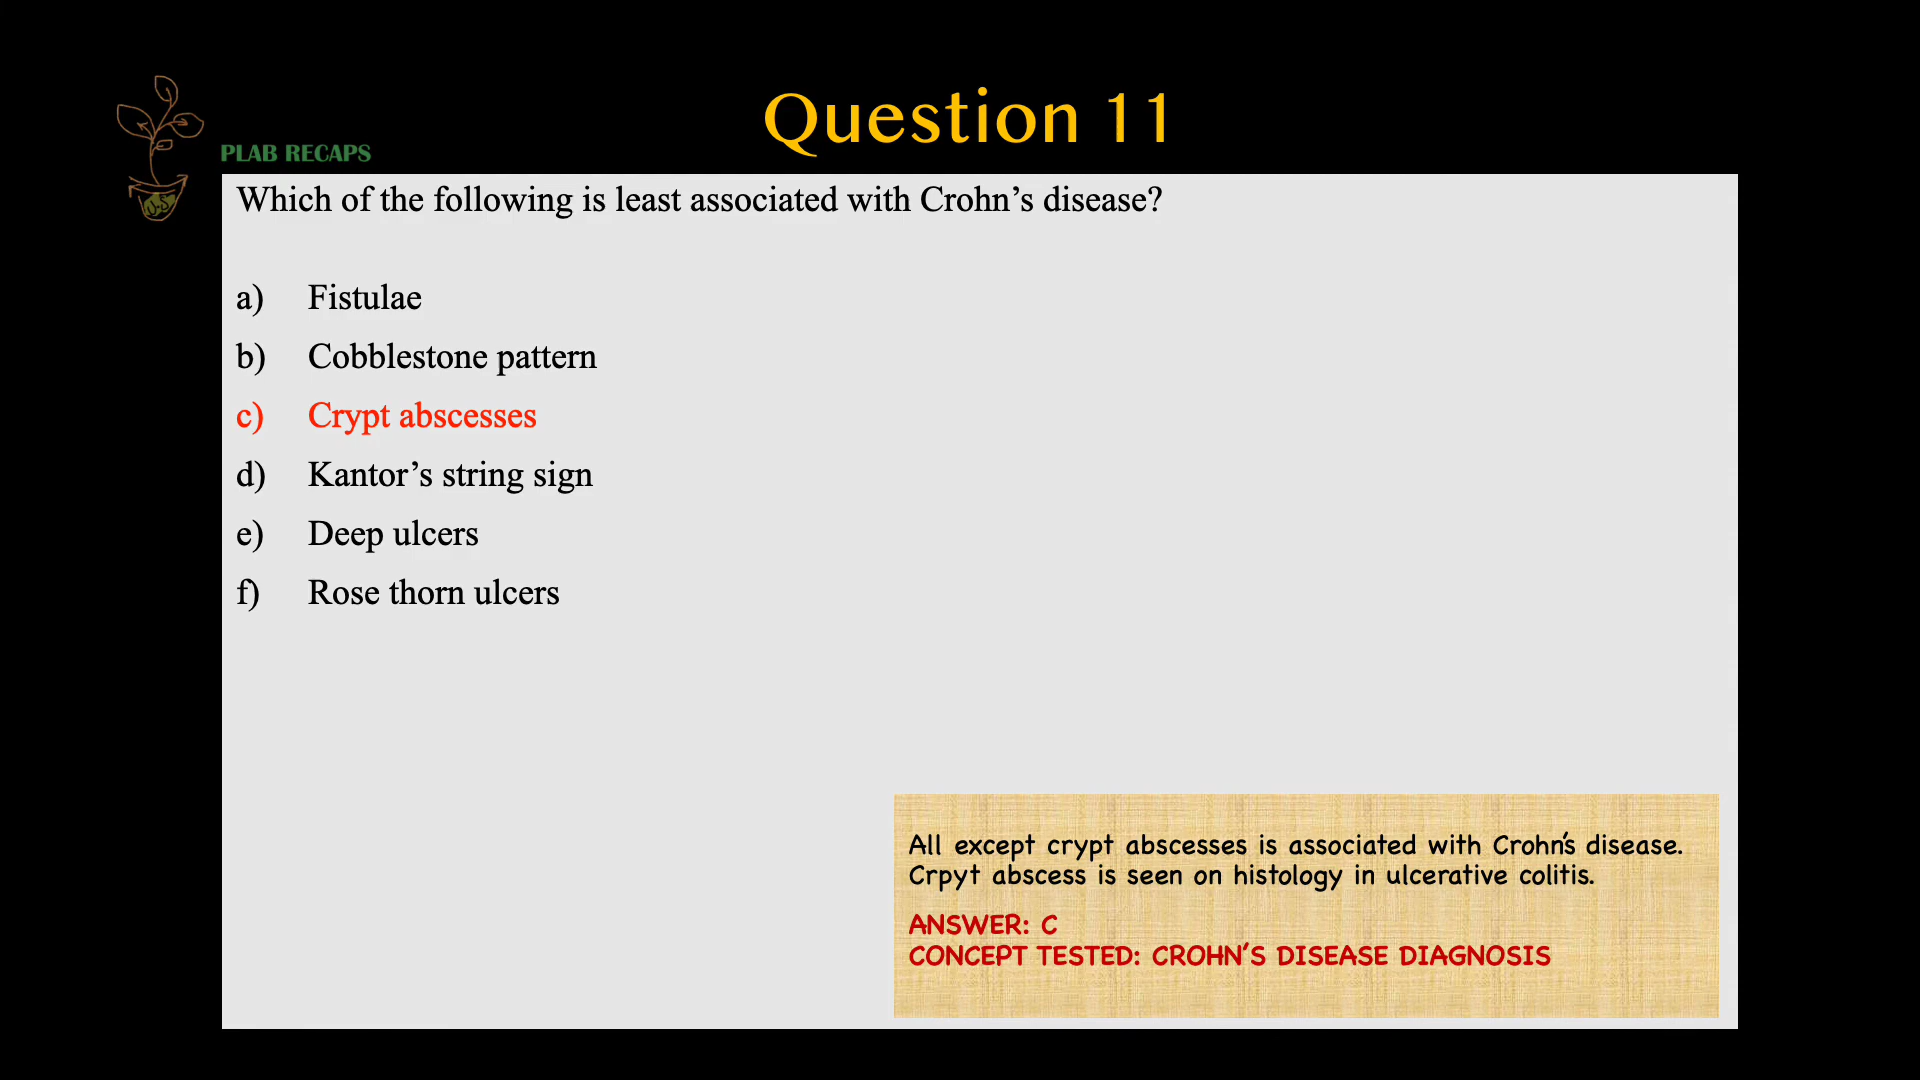 Question 11
PLAB RECAPS
Which of the following is least associated with Crohn’s disease?
a) Fistulae
b) Cobblestone pattern
c) Crypt abscesses
d) Kantor’s string sign
e) Deep ulcers
f) Rose thorn ulcers
All except crypt abscesses is associated with Crohn's disease.
Crpyt abscess is seen on histology in ulcerative colitis.
ANSWER: C
CONCEPT TESTED: CROHN'S DISEASE DIAGNOSIS